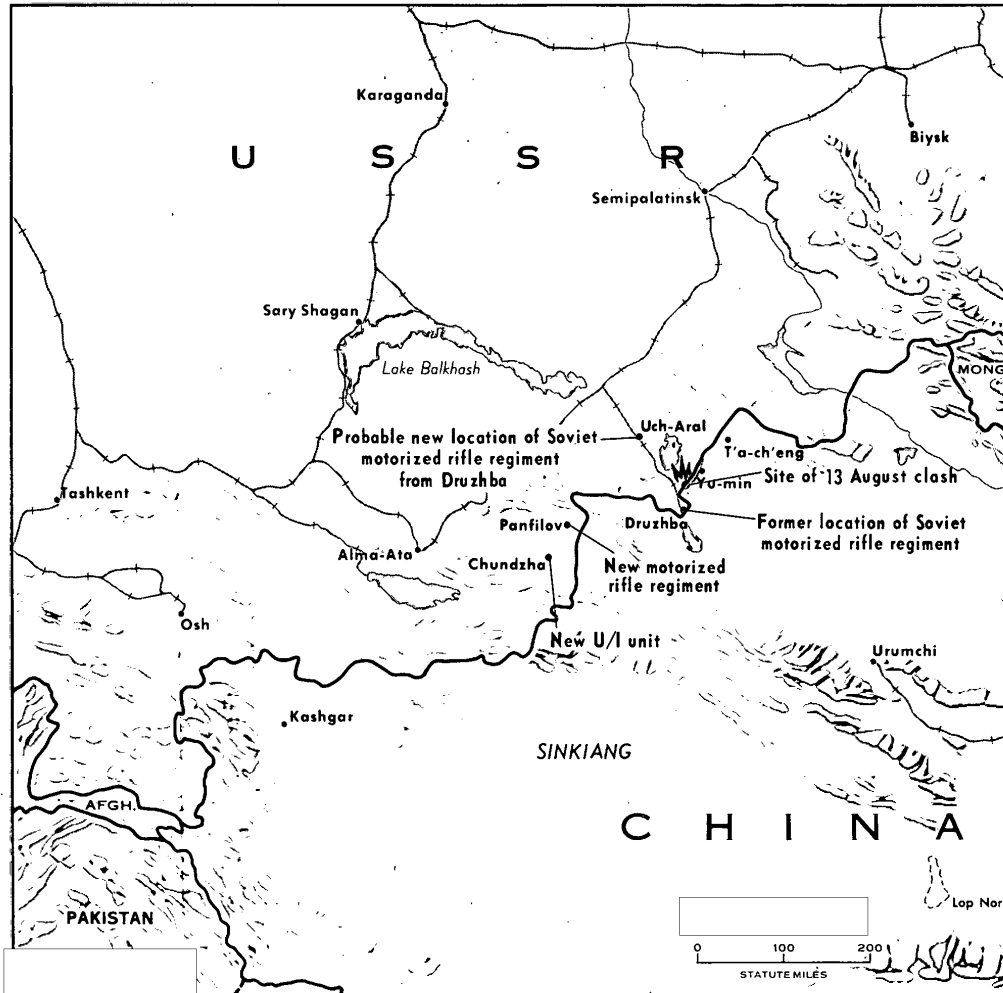 Karaganda
Biysk
U S S R
Semipalatinsk
Sary Shagan
Lake Balkhash
MONG
Uch-Aral
Probable new location of Soviet
motorized rifle regiment
from Druzhba
T'a-ch'eng
Yu-min
Site of 13 August clash
Tashkent
Panfilov
Druzhba
Former location of Soviet
motorized rifle regiment
Alma-Ata
Chundzha
New motorized
rifle regiment
Osh
New U/I unit
Urumchi
Kashgar
SINKIANG
AFGH.
C H I N A
Lop Nor
PAKISTAN
0 100 200
STATUTE MILES